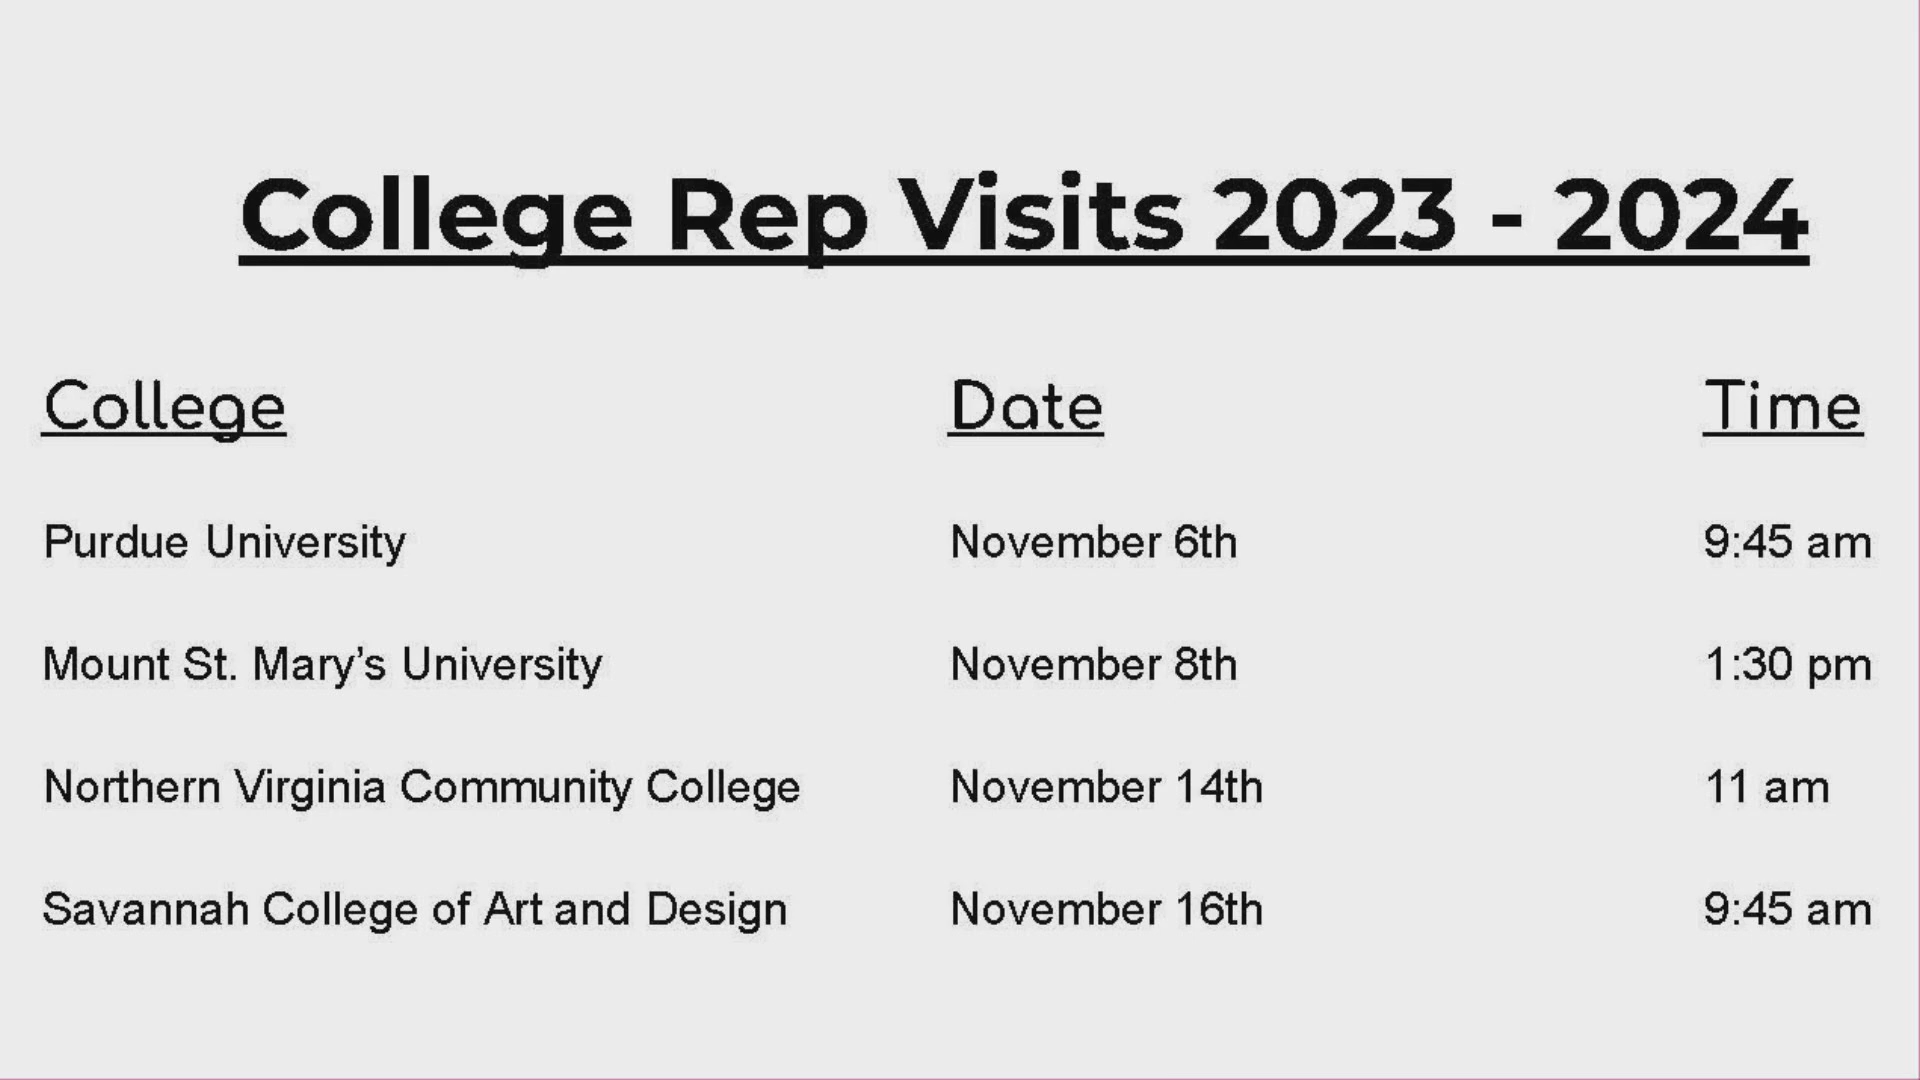 College Rep Visits 2023 - 2024
College Date Time
Purdue University November 6th 9:45 am
Mount St. Mary’s University November 8th 1:30 pm
Northern Virginia Community College November 14th 11 am
Savannah College of Art and Design November 16th 9:45 am